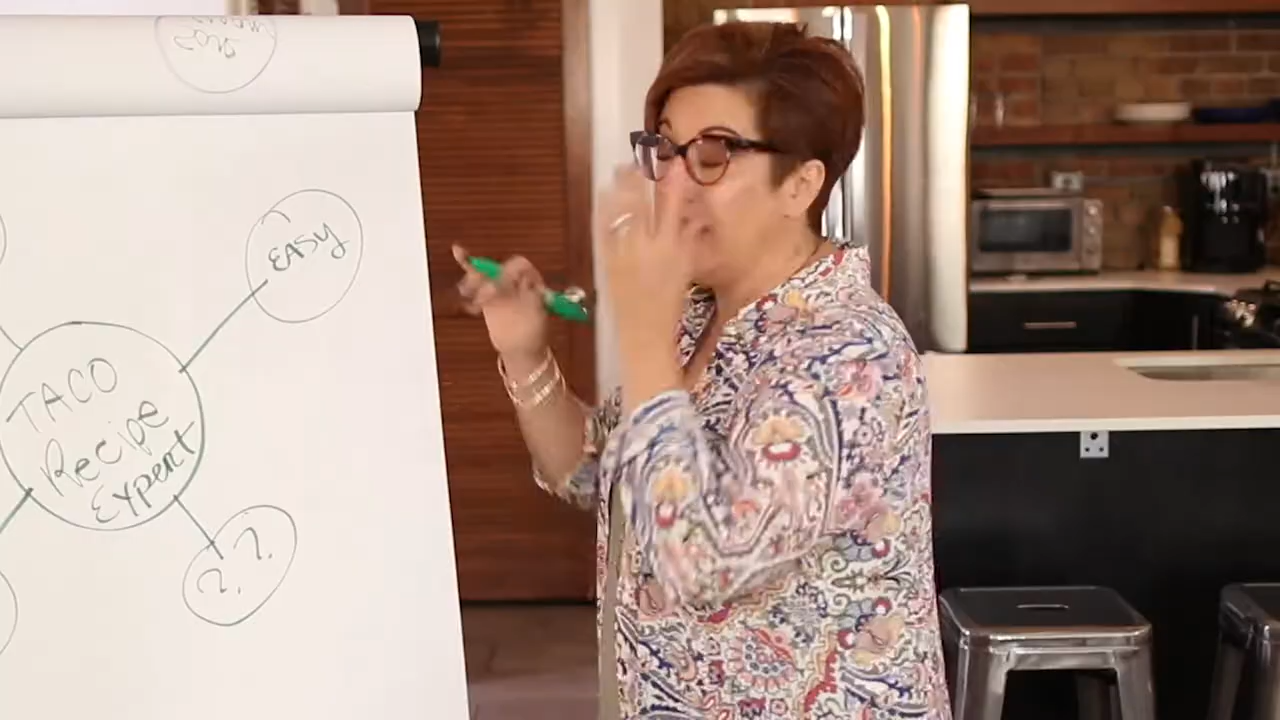 EASY
TACO
Recipe
Expert
?. ?.